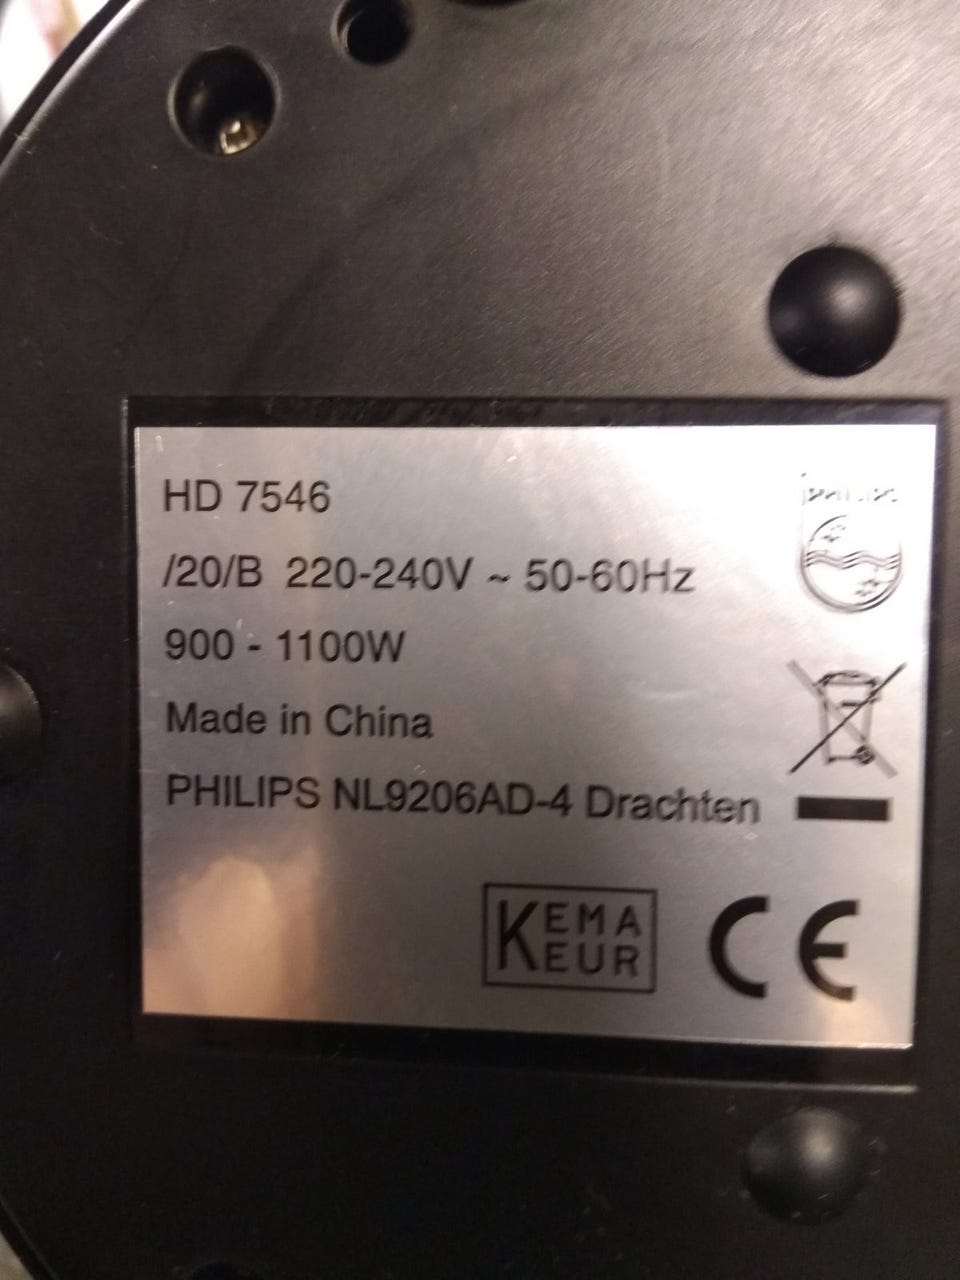 HD 7546
/20/B 220-240V ~ 50-60Hz
900 - 1100W
Made in China
PHILIPS NL9206AD-4 Drachten
PHILIPS
KEMA
KEUR
CE